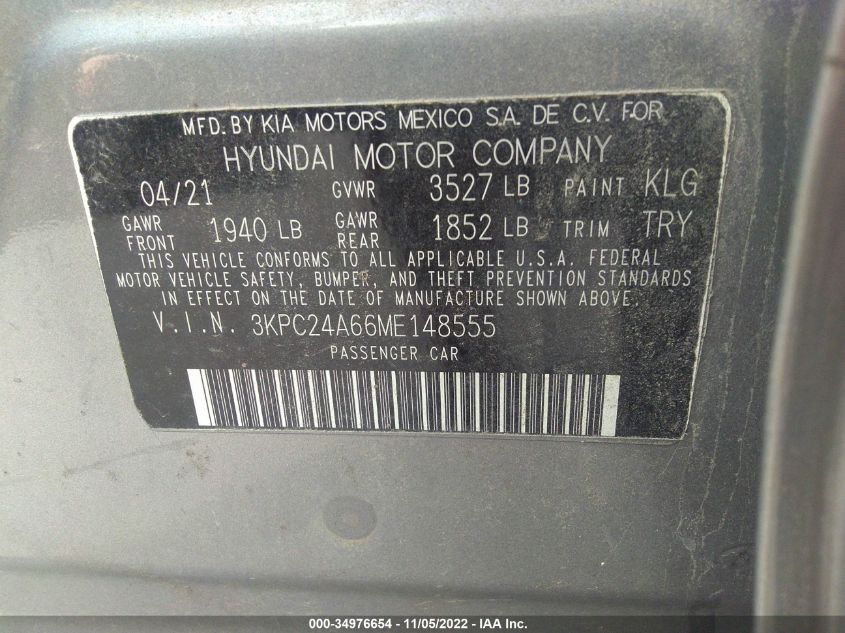 MFD. BY KIA MOTORS MEXICO S.A. DE C.V. FOR
HYUNDAI MOTOR COMPANY
04/21 GVWR 3527 LB PAINT KLG
GAWR FRONT 1940 LB GAWR REAR 1852 LB TRIM TRY
THIS VEHICLE CONFORMS TO ALL APPLICABLE U.S.A. FEDERAL
MOTOR VEHICLE SAFETY, BUMPER, AND THEFT PREVENTION STANDARDS
IN EFFECT ON THE DATE OF MANUFACTURE SHOWN ABOVE.
V.I.N. 3KPC24A66ME148555
PASSENGER CAR
000-34976654 - 11/05/2022 - IAA Inc.